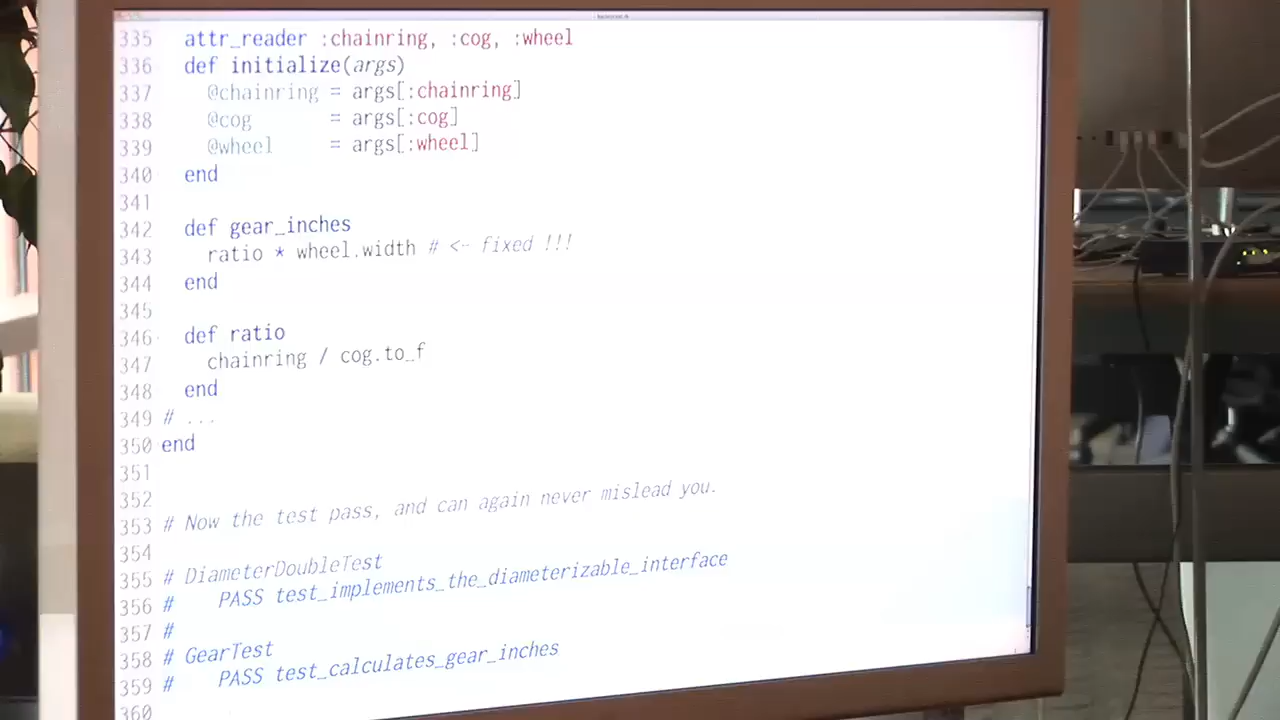 335 attr_reader :chainring, :cog, :wheel
336 def initialize(args)
337 @chainring = args[:chainring]
338 @cog = args[:cog]
339 @wheel = args[:wheel]
340 end
341
342 def gear_inches
343 ratio * wheel.width # <- fixed !!!
344 end
345
346 def ratio
347 chainring / cog.to_f
348 end
349 # ...
350 end
351
352
353 # Now the test pass, and can again never mislead you.
354
355 # DiameterDoubleTest
356 # PASS test_implements_the_diameterizable_interface
357 #
358 # GearTest
359 # PASS test_calculates_gear_inches
360